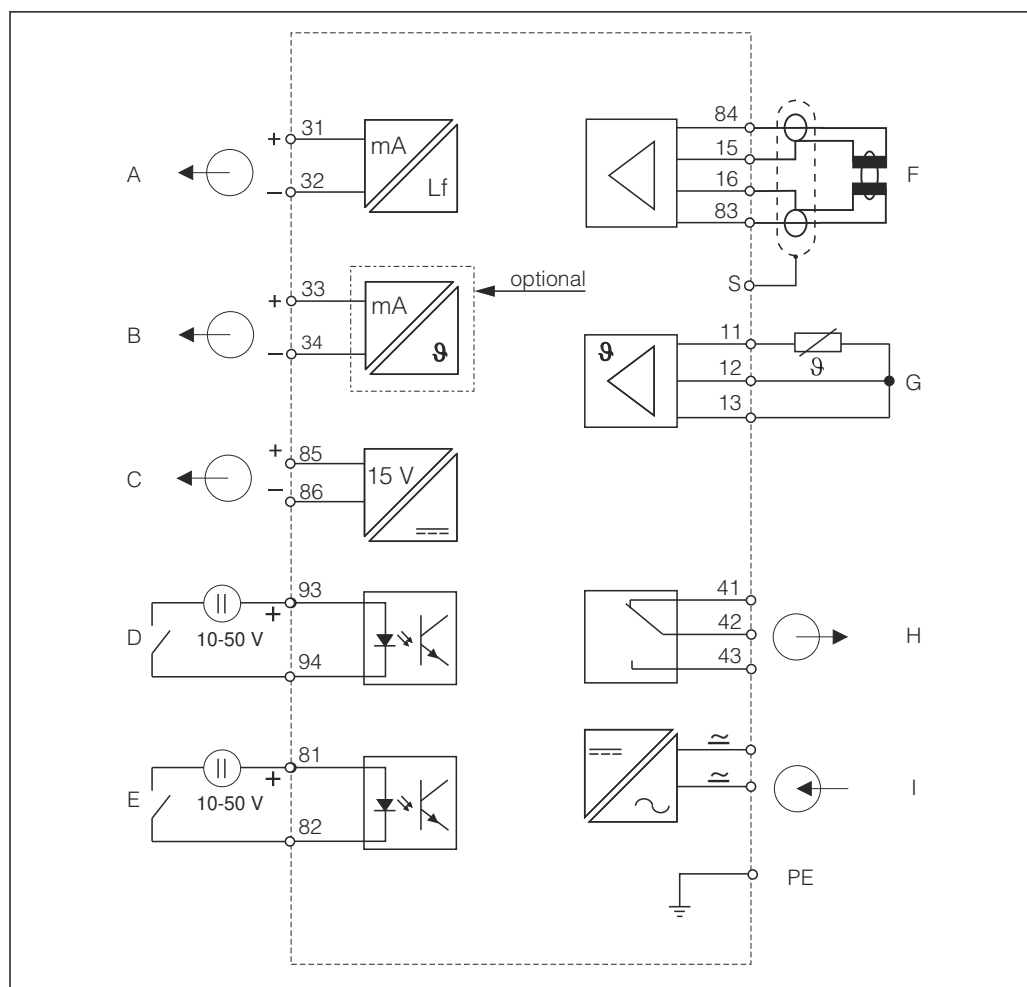 A
+
31
−
32
mA
Lf
B
+
33
−
34
mA
ϑ
optional
C
+
85
−
86
15 V
D
93
+
10-50 V
94
E
81
+
10-50 V
82
84
15
16
83
F
S
ϑ
11
12
13
ϑ
G
41
42
43
H
≃
≃
I
PE